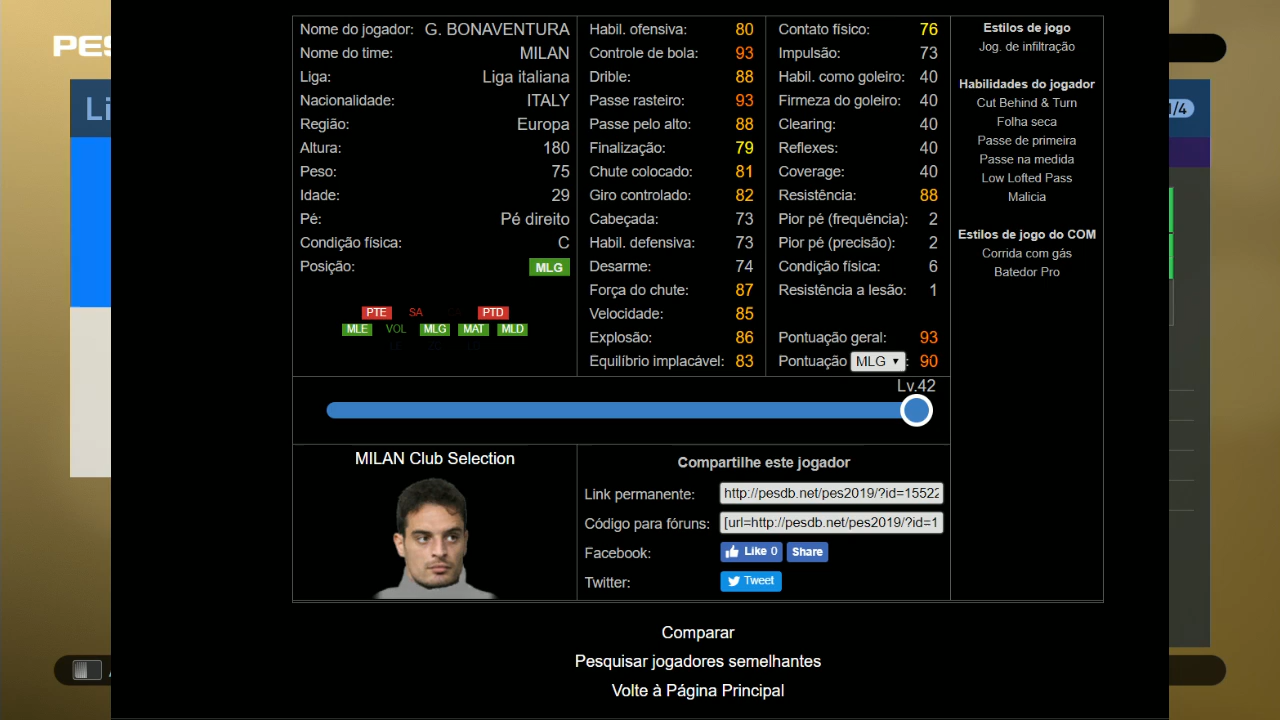 PES
Li
1/4
Nome do jogador: G. BONAVENTURA
Nome do time: MILAN
Liga: Liga italiana
Nacionalidade: ITALY
Região: Europa
Altura: 180
Peso: 75
Idade: 29
Pé: Pé direito
Condição física: C
Posição: MLG
PTE SA PTD
MLE VOL MLG MAT MLD
Habil. ofensiva: 80
Controle de bola: 93
Drible: 88
Passe rasteiro: 93
Passe pelo alto: 88
Finalização: 79
Chute colocado: 81
Giro controlado: 82
Cabeçada: 73
Habil. defensiva: 73
Desarme: 74
Força do chute: 87
Velocidade: 85
Explosão: 86
Equilíbrio implacável: 83
Contato físico: 76
Impulsão: 73
Habil. como goleiro: 40
Firmeza do goleiro: 40
Clearing: 40
Reflexes: 40
Coverage: 40
Resistência: 88
Pior pé (frequência): 2
Pior pé (precisão): 2
Condição física: 6
Resistência a lesão: 1
Pontuação geral: 93
Pontuação MLG ▼: 90
Estilos de jogo
Jog. de infiltração
Habilidades do jogador
Cut Behind & Turn
Folha seca
Passe de primeira
Passe na medida
Low Lofted Pass
Malicia
Estilos de jogo do COM
Corrida com gás
Batedor Pro
Lv.42
MILAN Club Selection
Compartilhe este jogador
Link permanente: http://pesdb.net/pes2019/?id=15522
Código para fóruns: [url=http://pesdb.net/pes2019/?id=1
Facebook: Like 0 Share
Twitter: Tweet
Comparar
Pesquisar jogadores semelhantes
Volte à Página Principal